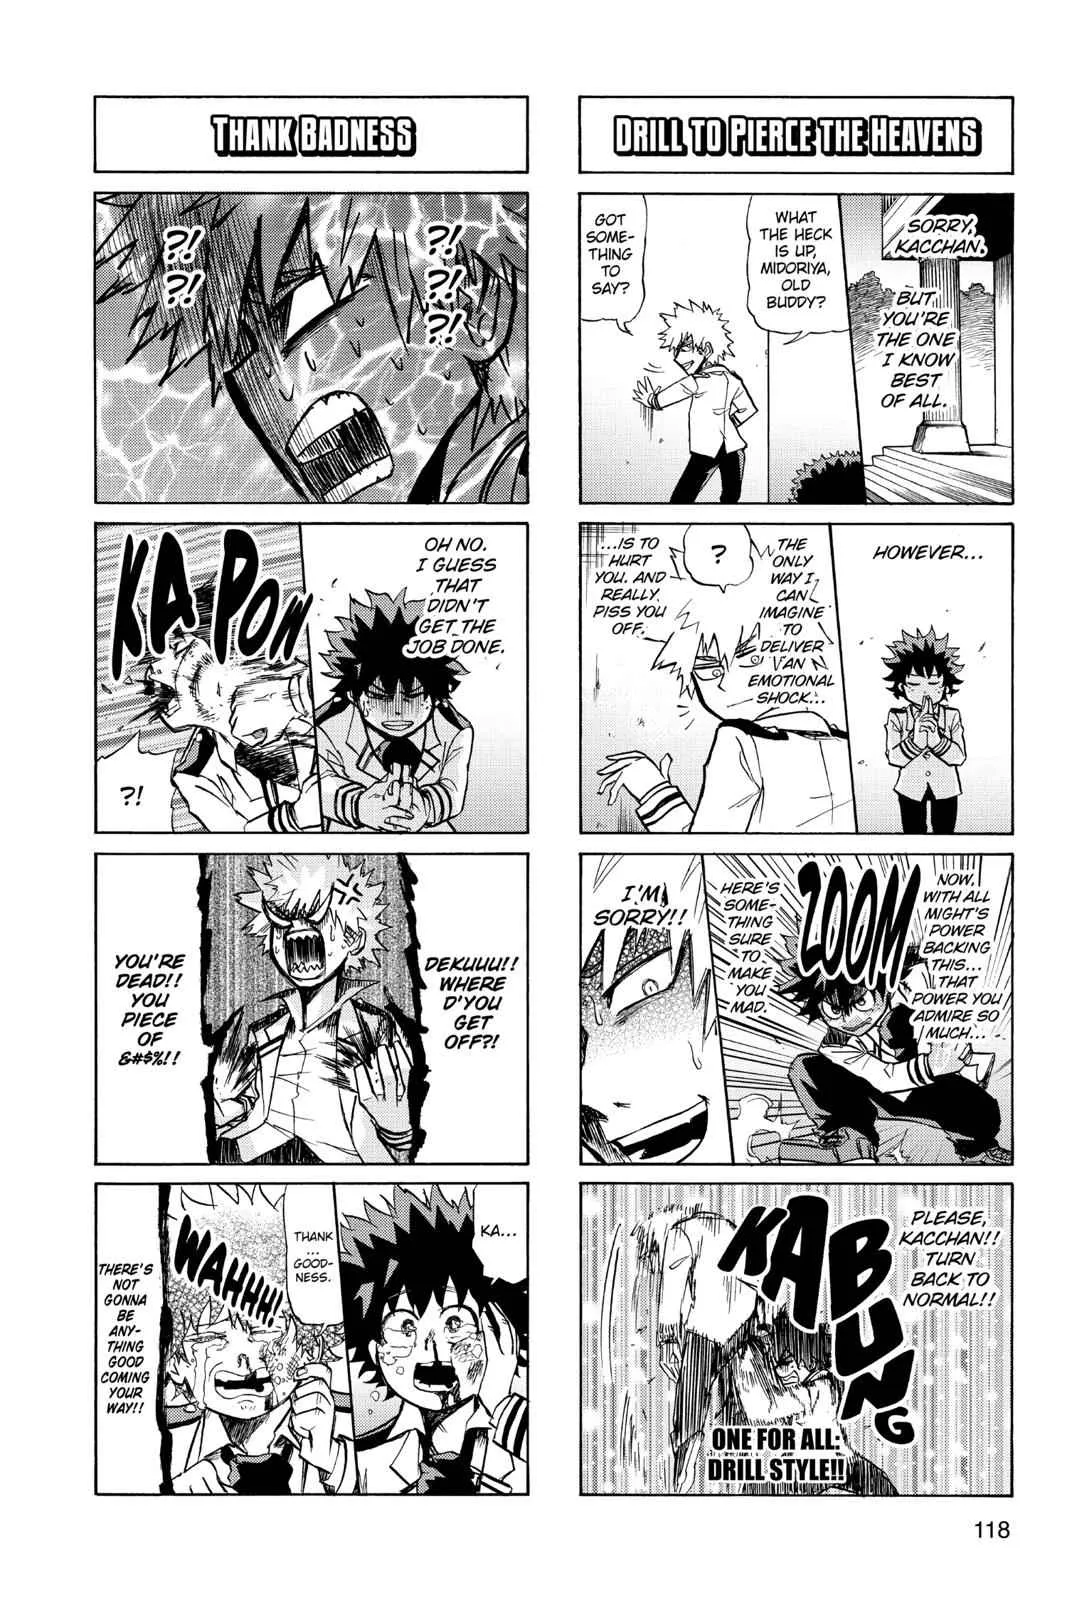 DRILL TO PIERCE THE HEAVENS
SORRY,
KACCHAN.
BUT
YOU'RE
THE ONE
I KNOW
BEST
OF ALL.
WHAT
THE HECK
IS UP,
MIDORIYA,
OLD
BUDDY?
GOT
SOME-
THING
TO
SAY?
HOWEVER...
THE
ONLY
WAY I
CAN
IMAGINE
TO
DELIVER
AN
EMOTIONAL
SHOCK...
?
...IS TO
HURT
YOU. AND
REALLY
PISS YOU
OFF.
NOW,
WITH ALL
MIGHT'S
POWER
BACKING
THIS...
THAT
POWER YOU
ADMIRE SO
MUCH...
ZOOM
HERE'S
SOME-
THING
SURE
TO
MAKE
YOU
MAD.
I'M
SORRY!!
PLEASE,
KACCHAN!!
TURN
BACK TO
NORMAL!!
KABUNG
ONE FOR ALL:
DRILL STYLE!!
THANK BADNESS
?!
?!
?!
?!
?!
OH NO.
I GUESS
THAT
DIDN'T
GET THE
JOB DONE.
KA POW
?!
DEKUUU!!
WHERE
D'YOU
GET
OFF?!
YOU'RE
DEAD!!
YOU
PIECE
OF
&#$%!!
KA...
THANK
...
GOOD-
NESS.
WAHHH!
THERE'S
NOT
GONNA
BE
ANY-
THING
GOOD
COMING
YOUR
WAY!!
118